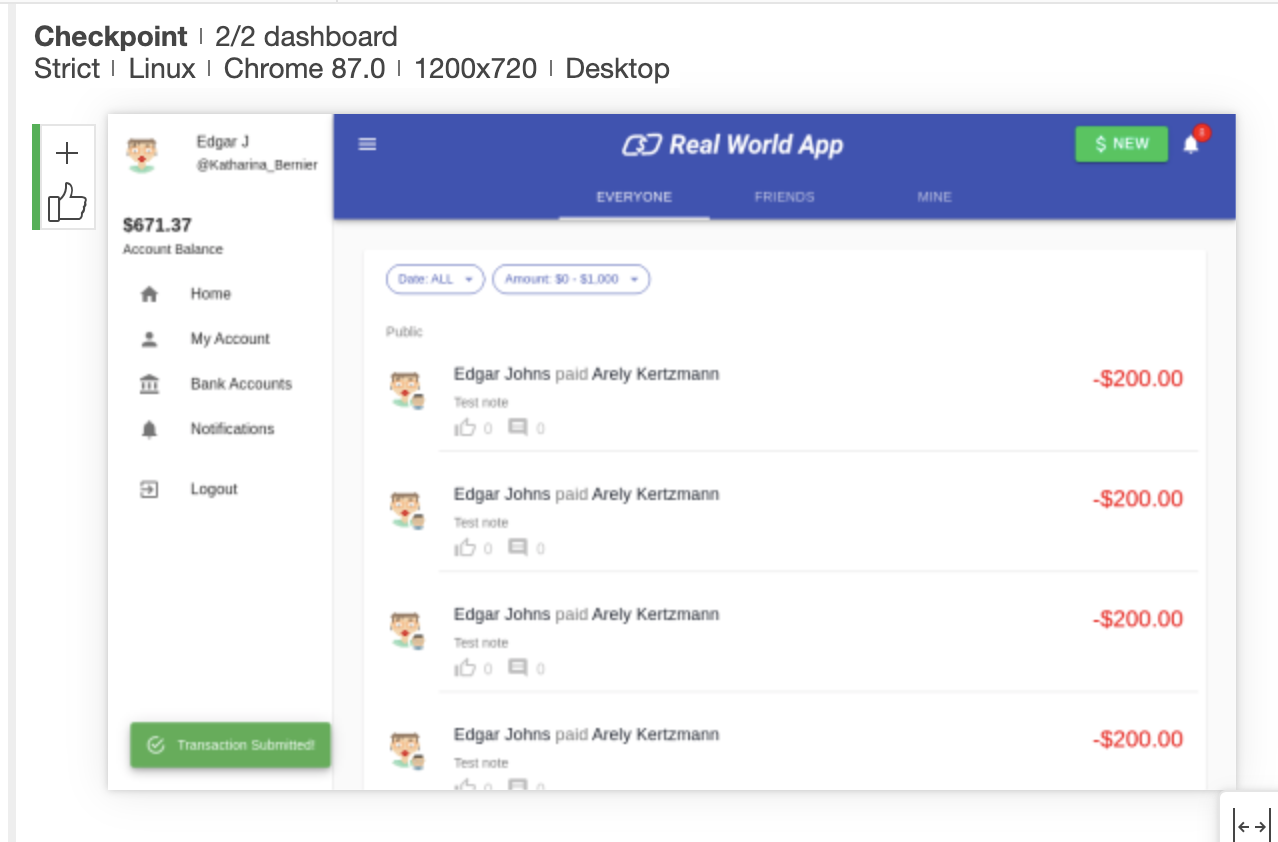 Checkpoint | 2/2 dashboard
Strict | Linux | Chrome 87.0 | 1200x720 | Desktop
Edgar J
@Katharina_Bernier
$671.37
Account Balance
Home
My Account
Bank Accounts
Notifications
Logout
Transaction Submitted!
Real World App
$ NEW
EVERYONE
FRIENDS
MINE
Date: ALL
Amount: $0 - $1,000
Public
Edgar Johns paid Arely Kertzmann
-$200.00
Test note
0 0
Edgar Johns paid Arely Kertzmann
-$200.00
Test note
0 0
Edgar Johns paid Arely Kertzmann
-$200.00
Test note
0 0
Edgar Johns paid Arely Kertzmann
-$200.00
Test note
0 0